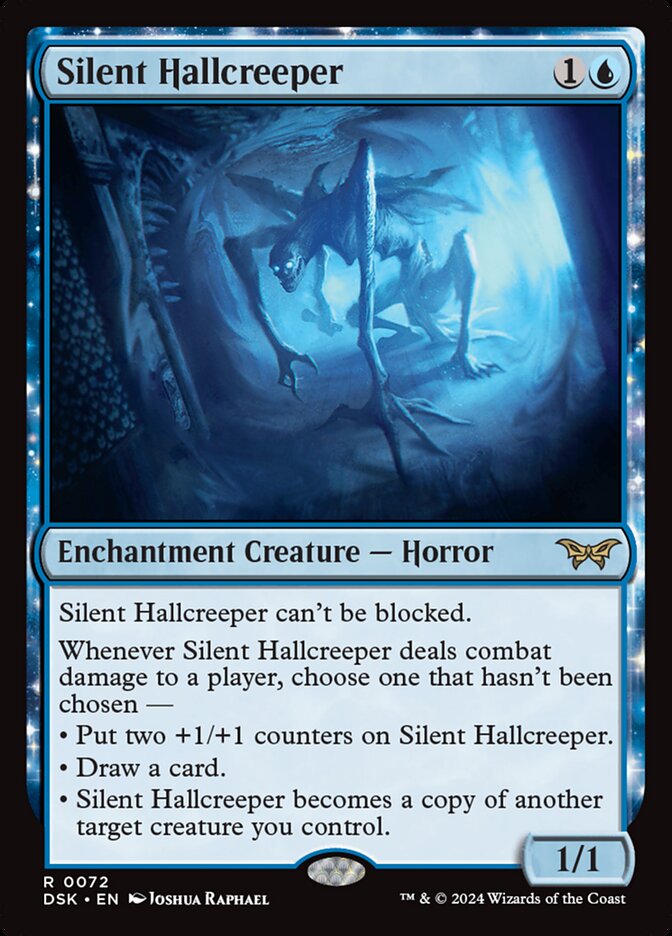 Silent Hallcreeper 1
Enchantment Creature — Horror
Silent Hallcreeper can't be blocked.
Whenever Silent Hallcreeper deals combat
damage to a player, choose one that hasn't been
chosen —
• Put two +1/+1 counters on Silent Hallcreeper.
• Draw a card.
• Silent Hallcreeper becomes a copy of another
target creature you control.
1/1
R 0072
DSK • EN Joshua Raphael
™ & © 2024 Wizards of the Coast